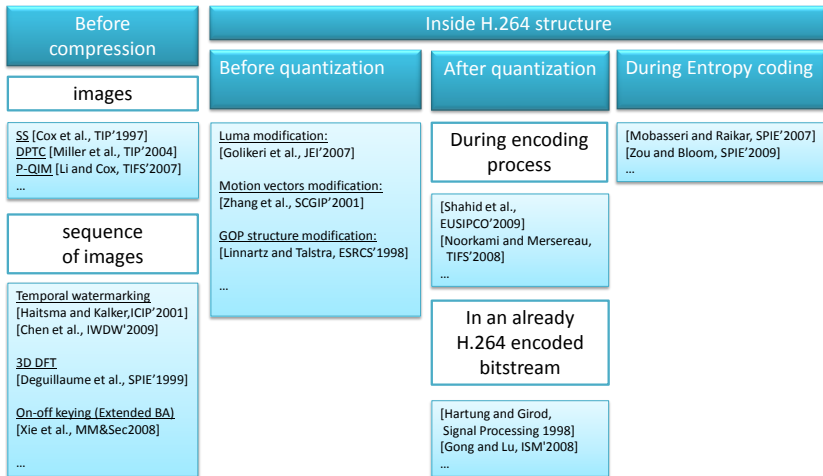 Before
compression
images
SS [Cox et al., TIP'1997]
DPTC [Miller et al., TIP'2004]
P-QIM [Li and Cox, TIFS'2007]
…
sequence
of images
Temporal watermarking
[Haitsma and Kalker,ICIP'2001]
[Chen et al., IWDW'2009]
3D DFT
[Deguillaume et al., SPIE'1999]
On-off keying (Extended BA)
[Xie et al., MM&Sec2008]
…
Inside H.264 structure
Before quantization
Luma modification:
[Golikeri et al., JEI'2007]
Motion vectors modification:
[Zhang et al., SCGIP'2001]
GOP structure modification:
[Linnartz and Talstra, ESRCS'1998]
…
After quantization
During encoding
process
[Shahid et al.,
EUSIPCO'2009]
[Noorkami and Mersereau,
TIFS'2008]
…
In an already
H.264 encoded
bitstream
[Hartung and Girod,
Signal Processing 1998]
[Gong and Lu, ISM'2008]
…
During Entropy coding
[Mobasseri and Raikar, SPIE'2007]
[Zou and Bloom, SPIE'2009]
…